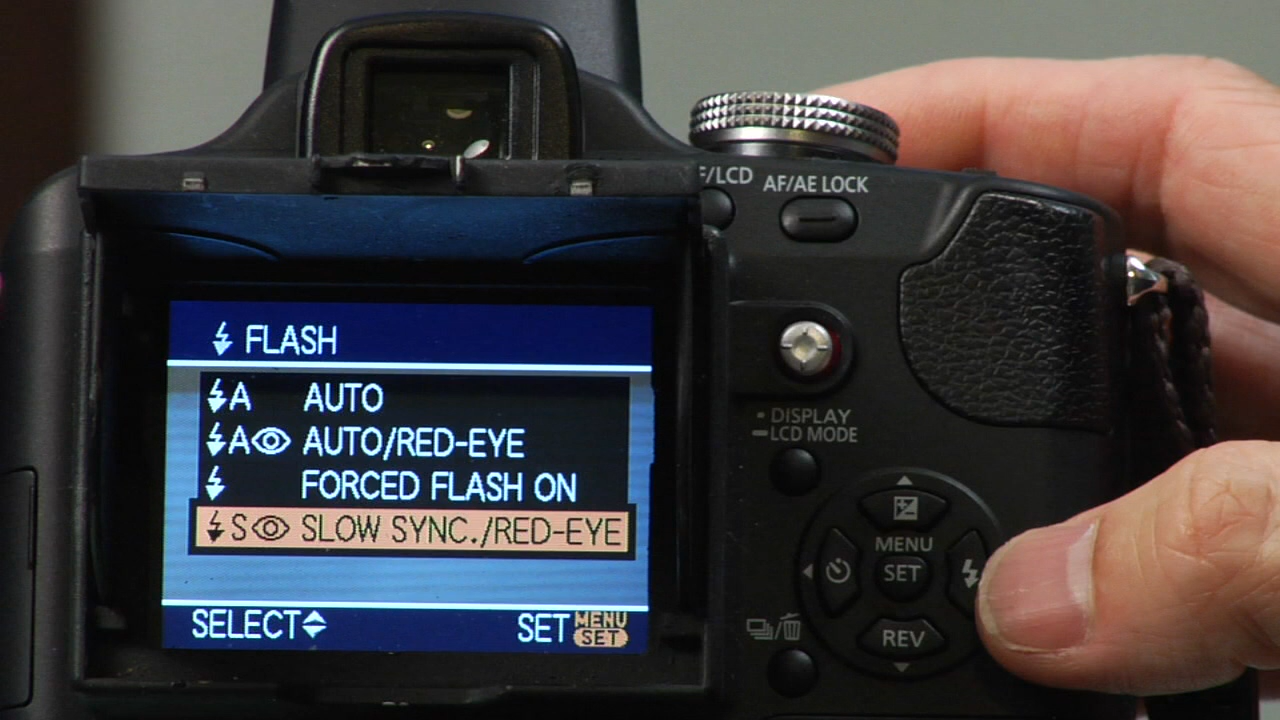 F/LCD AF/AE LOCK
FLASH
A AUTO
A AUTO/RED-EYE
FORCED FLASH ON
S SLOW SYNC./RED-EYE
SELECT SET MENU SET
DISPLAY
LCD MODE
MENU
SET
REV